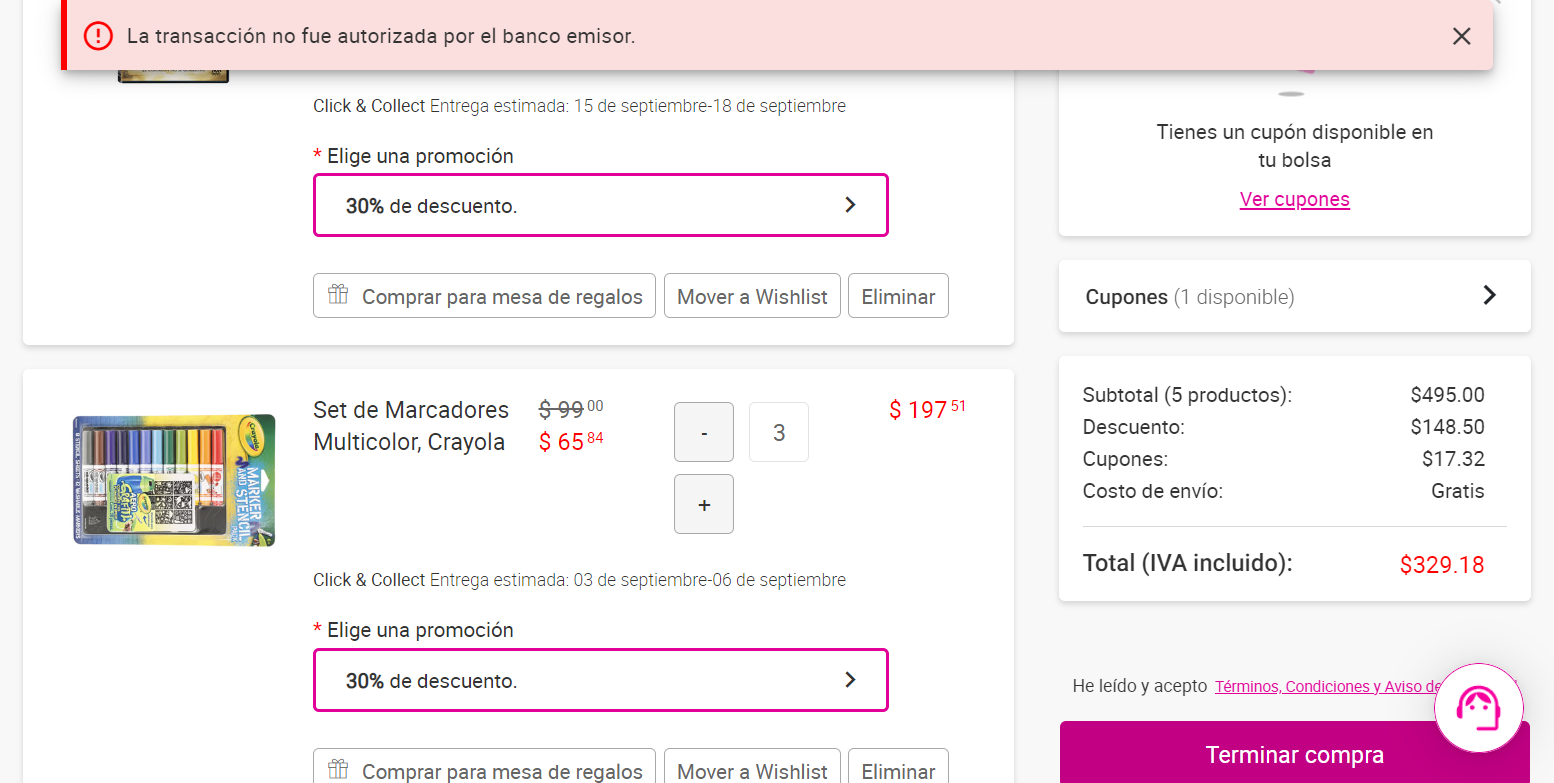 La transacción no fue autorizada por el banco emisor.
Click & Collect Entrega estimada: 15 de septiembre-18 de septiembre
* Elige una promoción
30% de descuento.
Comprar para mesa de regalos
Mover a Wishlist
Eliminar
Set de Marcadores
Multicolor, Crayola
$ 99 00
$ 65 84
-
3
+
$ 197 51
Crayola
MARKER
AND STENCIL
Click & Collect Entrega estimada: 03 de septiembre-06 de septiembre
* Elige una promoción
30% de descuento.
Comprar para mesa de regalos
Mover a Wishlist
Eliminar
Tienes un cupón disponible en
tu bolsa
Ver cupones
Cupones (1 disponible)
Subtotal (5 productos): $495.00
Descuento: $148.50
Cupones: $17.32
Costo de envío: Gratis
Total (IVA incluido): $329.18
He leído y acepto Términos, Condiciones y Aviso de
Terminar compra